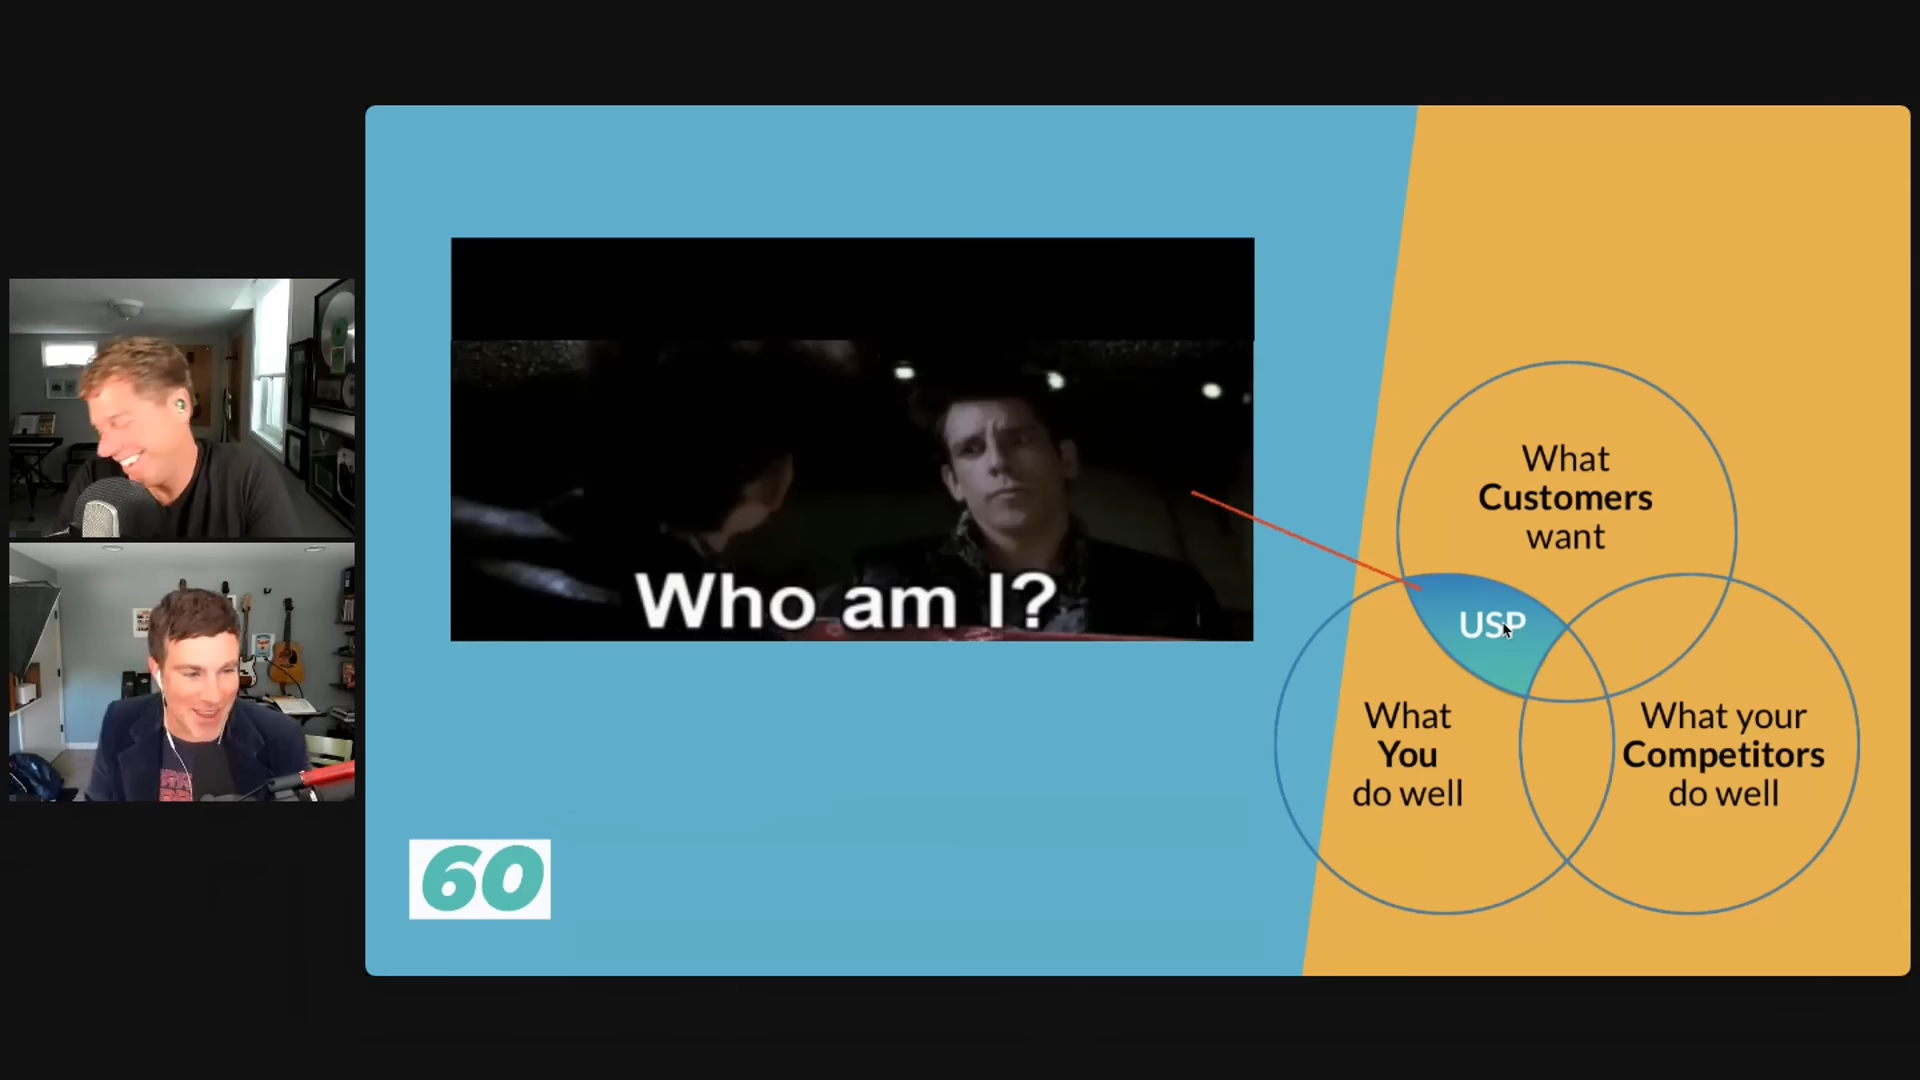 Who am I?
60
What
Customers
want
USP
What
You
do well
What your
Competitors
do well